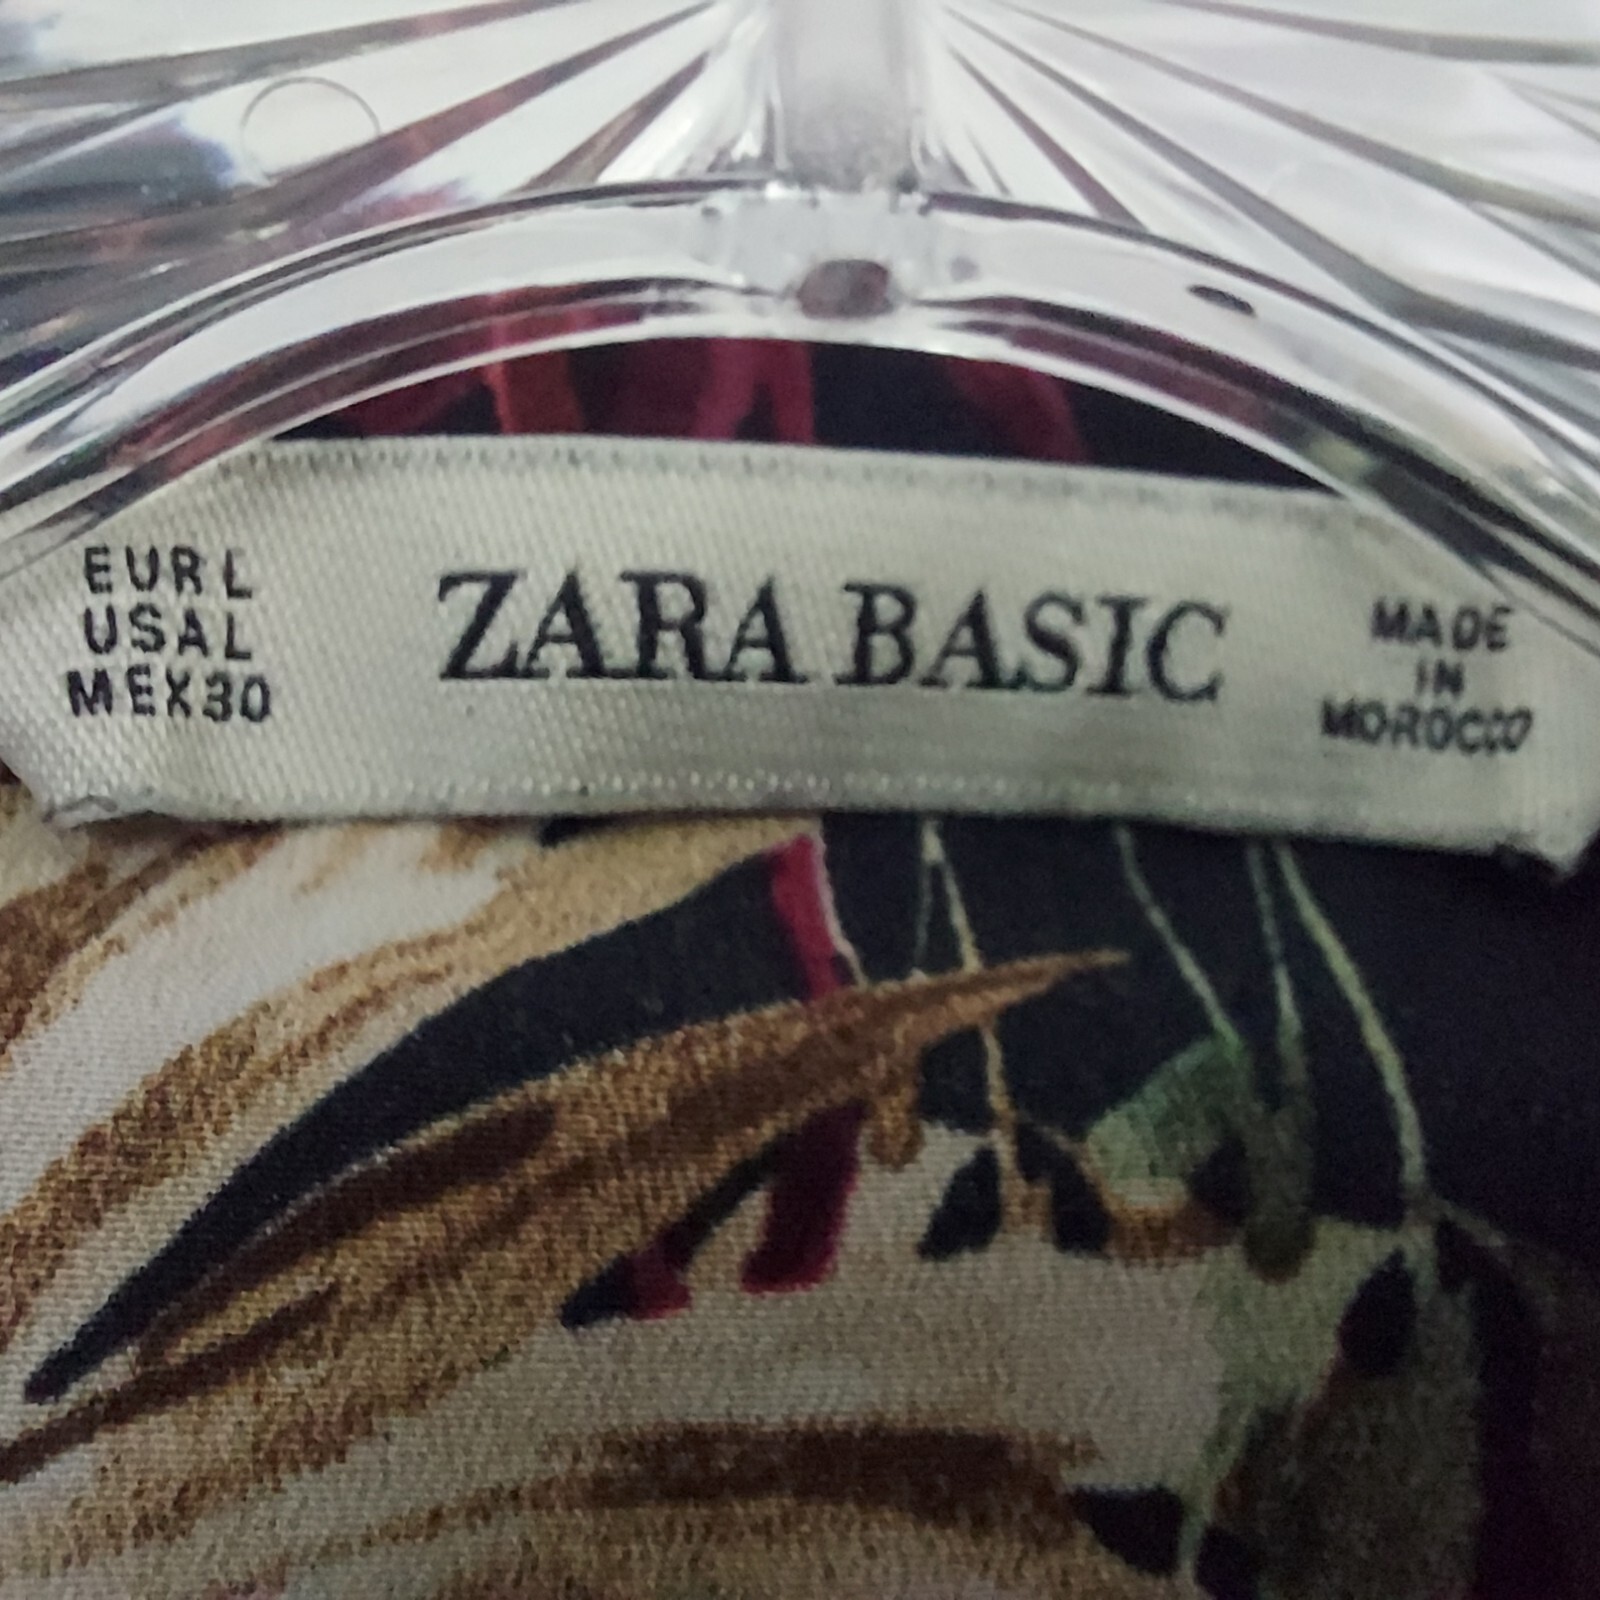 EUR L
USA L
MEX 30
ZARA BASIC
MADE
IN
MOROCCO